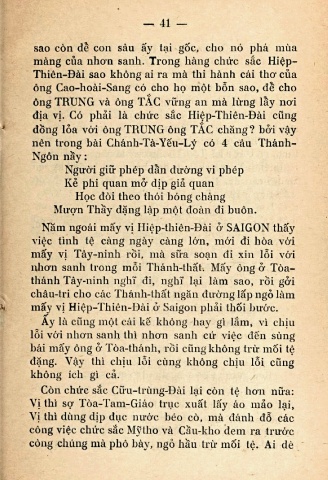 — 41 —
sao còn để con sâu ấy tại gốc, cho nó phá mùa
màng của nhơn sanh. Trong hàng chức sắc Hiệp-
Thiên-Đài sao không ai ra mà thi hành cái thơ của
ông Cao-hoài-Sang có cho họ một bổn sao, để cho
ông TRUNG và ông TẮC vững an mà lừng lẫy nơi
địa vị. Có phải là chức sắc Hiệp-Thiên-Đài cũng
đồng lỏa với ông TRUNG ông TẮC chăng? bởi vậy
nên trong bài Chánh-Tà-Yếu-Lý có 4 câu Thánh-
Ngôn nầy:
Người giữ phép dần đường vi phép
Kẻ phi quan mở dịp giả quan
Học đòi theo thói bóng chàng
Mượn Thầy đặng lập một đoàn đi buôn.
Năm ngoái mấy vị Hiệp-thiên-Đài ở SAIGON thấy
việc tình tệ càng ngày càng lớn, mới đi hòa với
mấy vị Tây-ninh rồi, mà sữa soạn đi xin lỗi với
nhơn sanh trong mỗi Thánh-thất. Mấy ông ở Tòa-
thánh Tây-ninh nghĩ đi, nghĩ lại làm sao, rồi gởi
châu-tri cho các Thánh-thất ngăn đường lấp ngỏ làm
mấy vị Hiệp-Thiên-Đài ở Saigon phải thối bước.
Ấy là cũng một cái kế không hay gì lắm, vì chịu
lỗi với nhơn sanh thì nhơn sanh cứ việc đến sùng
bái mấy ông ở Tòa-thánh, rồi cũng không trừ mối tệ
đặng. Vậy thì chịu lỗi cùng không chịu lỗi cũng
không ích gì cả.
Còn chức sắc Cữu-trùng-Đài lại còn tệ hơn nữa:
Vị thì sợ Tòa-Tam-Giáo trục xuất lấy áo mảo lại,
Vị thì dùng dịp đục nước béo cò, mà đánh đổ các
công việc chức sắc Mỹtho và Cầu-kho đem ra trước
công chúng mà phô bày, ngỏ hầu trừ mối tệ. Ai dè